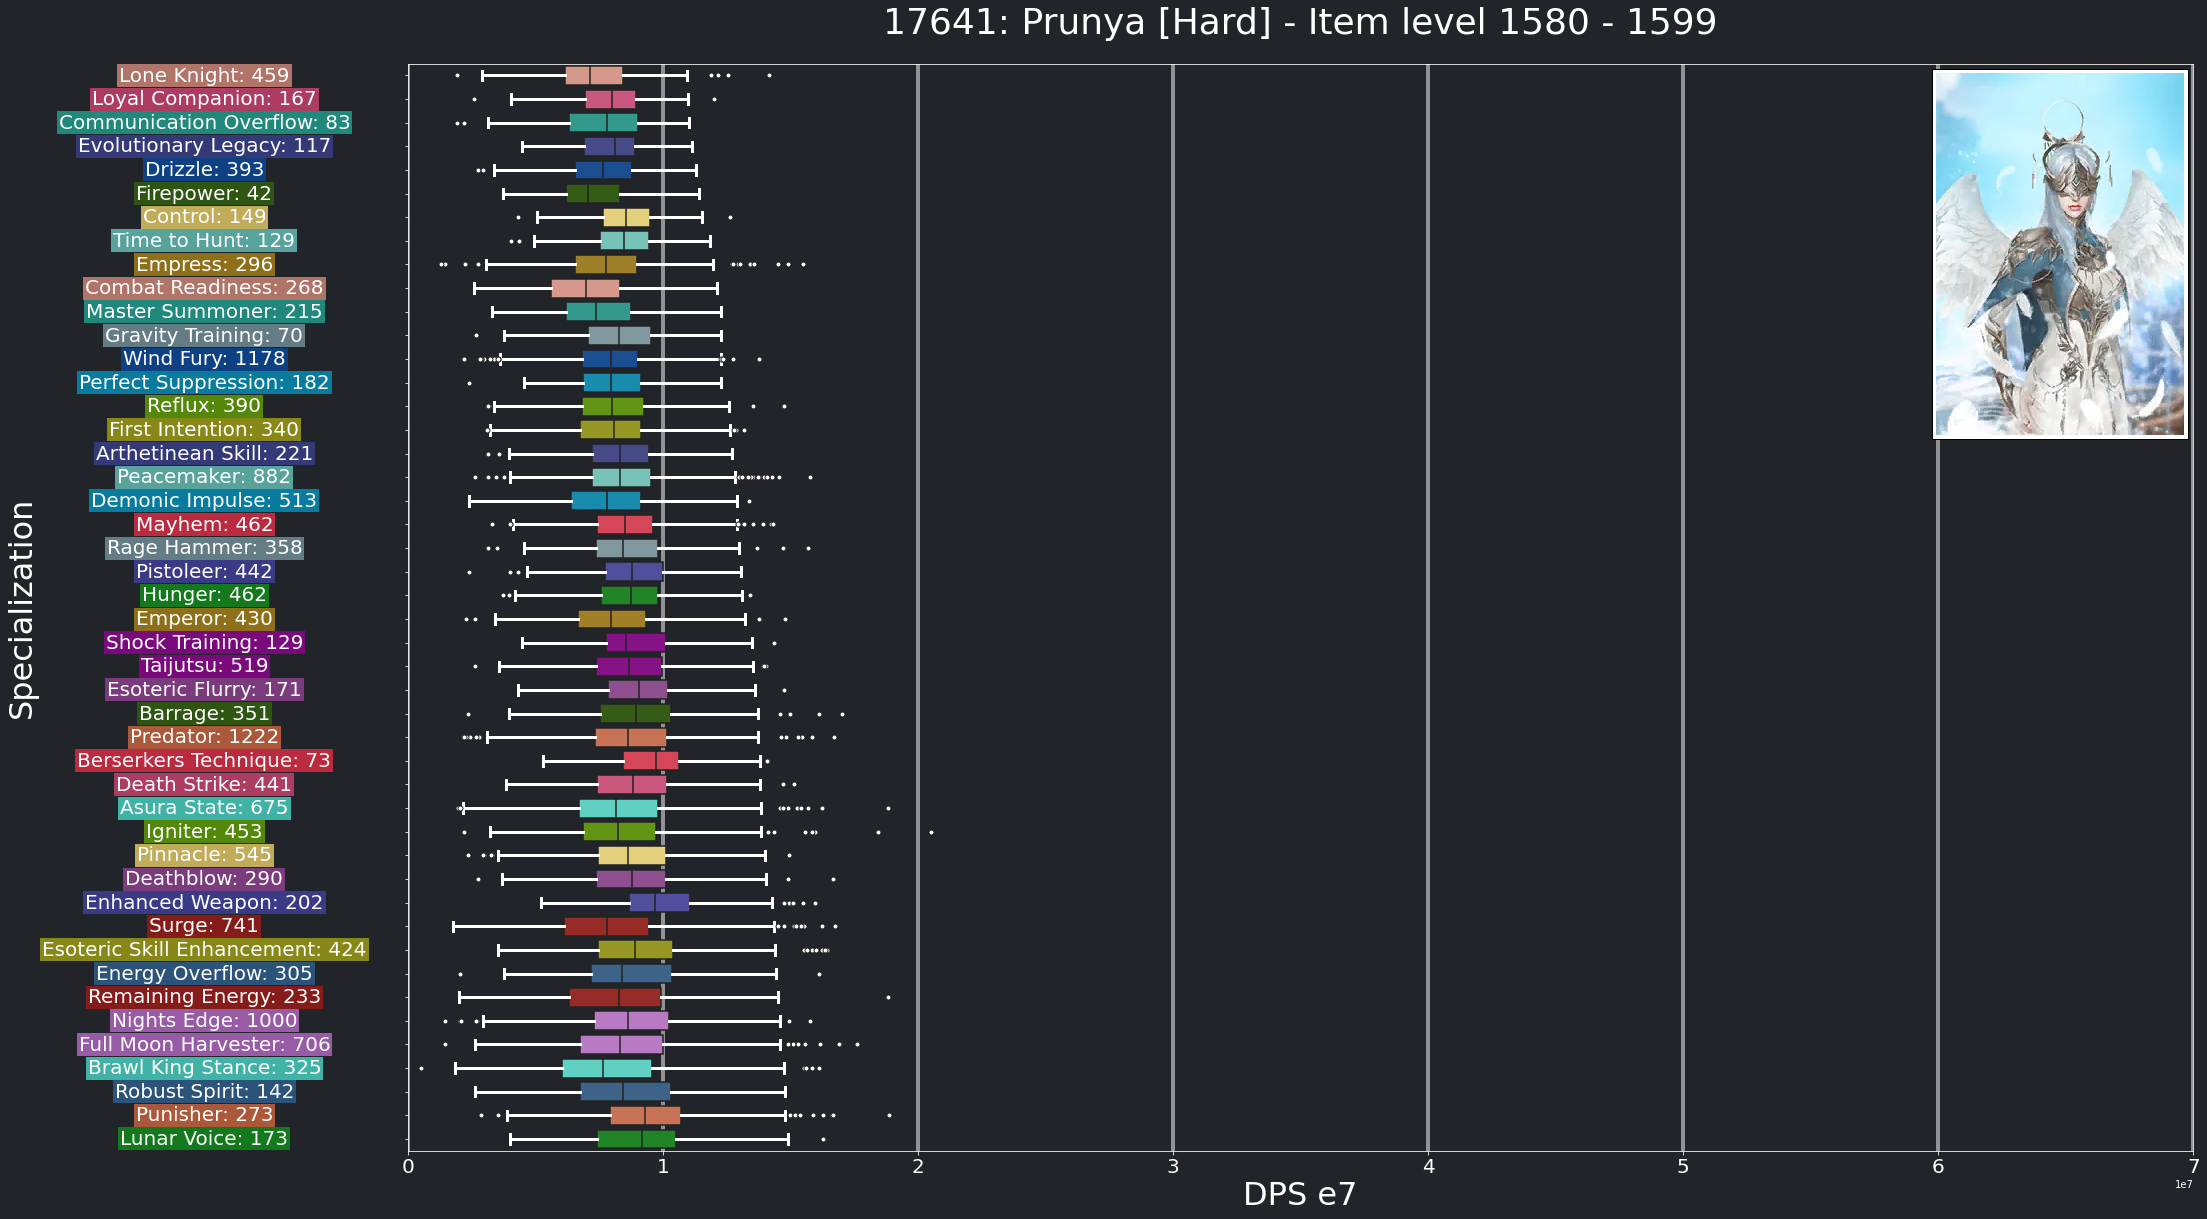 17641: Prunya [Hard] - Item level 1580 - 1599
Lone Knight: 459
Loyal Companion: 167
Communication Overflow: 83
Evolutionary Legacy: 117
Drizzle: 393
Firepower: 42
Control: 149
Time to Hunt: 129
Empress: 296
Combat Readiness: 268
Master Summoner: 215
Gravity Training: 70
Wind Fury: 1178
Perfect Suppression: 182
Reflux: 390
First Intention: 340
Arthetinean Skill: 221
Peacemaker: 882
Demonic Impulse: 513
Mayhem: 462
Rage Hammer: 358
Pistoleer: 442
Hunger: 462
Emperor: 430
Shock Training: 129
Taijutsu: 519
Esoteric Flurry: 171
Barrage: 351
Predator: 1222
Berserkers Technique: 73
Death Strike: 441
Asura State: 675
Igniter: 453
Pinnacle: 545
Deathblow: 290
Enhanced Weapon: 202
Surge: 741
Esoteric Skill Enhancement: 424
Energy Overflow: 305
Remaining Energy: 233
Nights Edge: 1000
Full Moon Harvester: 706
Brawl King Stance: 325
Robust Spirit: 142
Punisher: 273
Lunar Voice: 173
Specialization
0 1 2 3 4 5 6 7
1e7
DPS e7